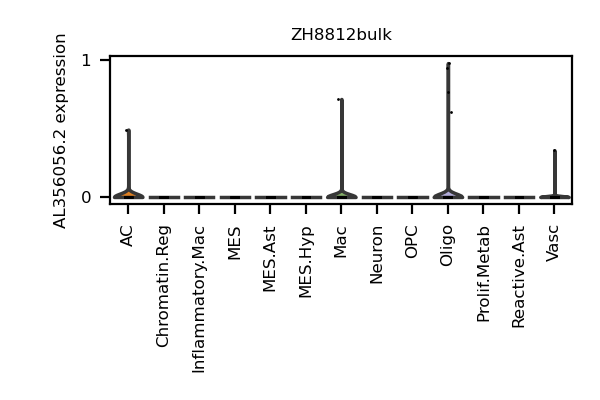 ZH8812bulk
AL356056.2 expression
1
0
AC
Chromatin.Reg
Inflammatory.Mac
MES
MES.Ast
MES.Hyp
Mac
Neuron
OPC
Oligo
Prolif.Metab
Reactive.Ast
Vasc